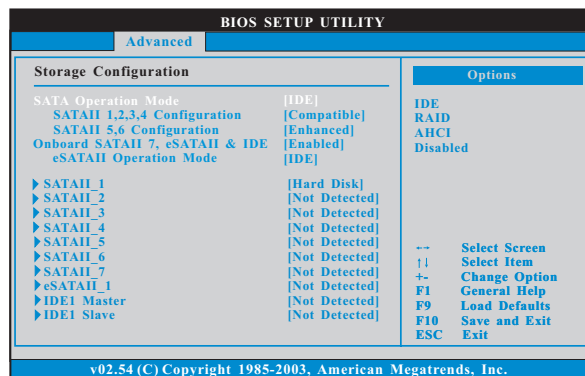 BIOS SETUP UTILITY
Advanced
Storage Configuration
SATA Operation Mode [IDE]
SATAII 1,2,3,4 Configuration [Compatible]
SATAII 5,6 Configuration [Enhanced]
Onboard SATAII 7, eSATAII & IDE [Enabled]
eSATAII Operation Mode [IDE]
SATAII_1 [Hard Disk]
SATAII_2 [Not Detected]
SATAII_3 [Not Detected]
SATAII_4 [Not Detected]
SATAII_5 [Not Detected]
SATAII_6 [Not Detected]
SATAII_7 [Not Detected]
eSATAII_1 [Not Detected]
IDE1 Master [Not Detected]
IDE1 Slave [Not Detected]
Options
IDE
RAID
AHCI
Disabled
←→ Select Screen
↑↓ Select Item
+- Change Option
F1 General Help
F9 Load Defaults
F10 Save and Exit
ESC Exit
v02.54 (C) Copyright 1985-2003, American Megatrends, Inc.